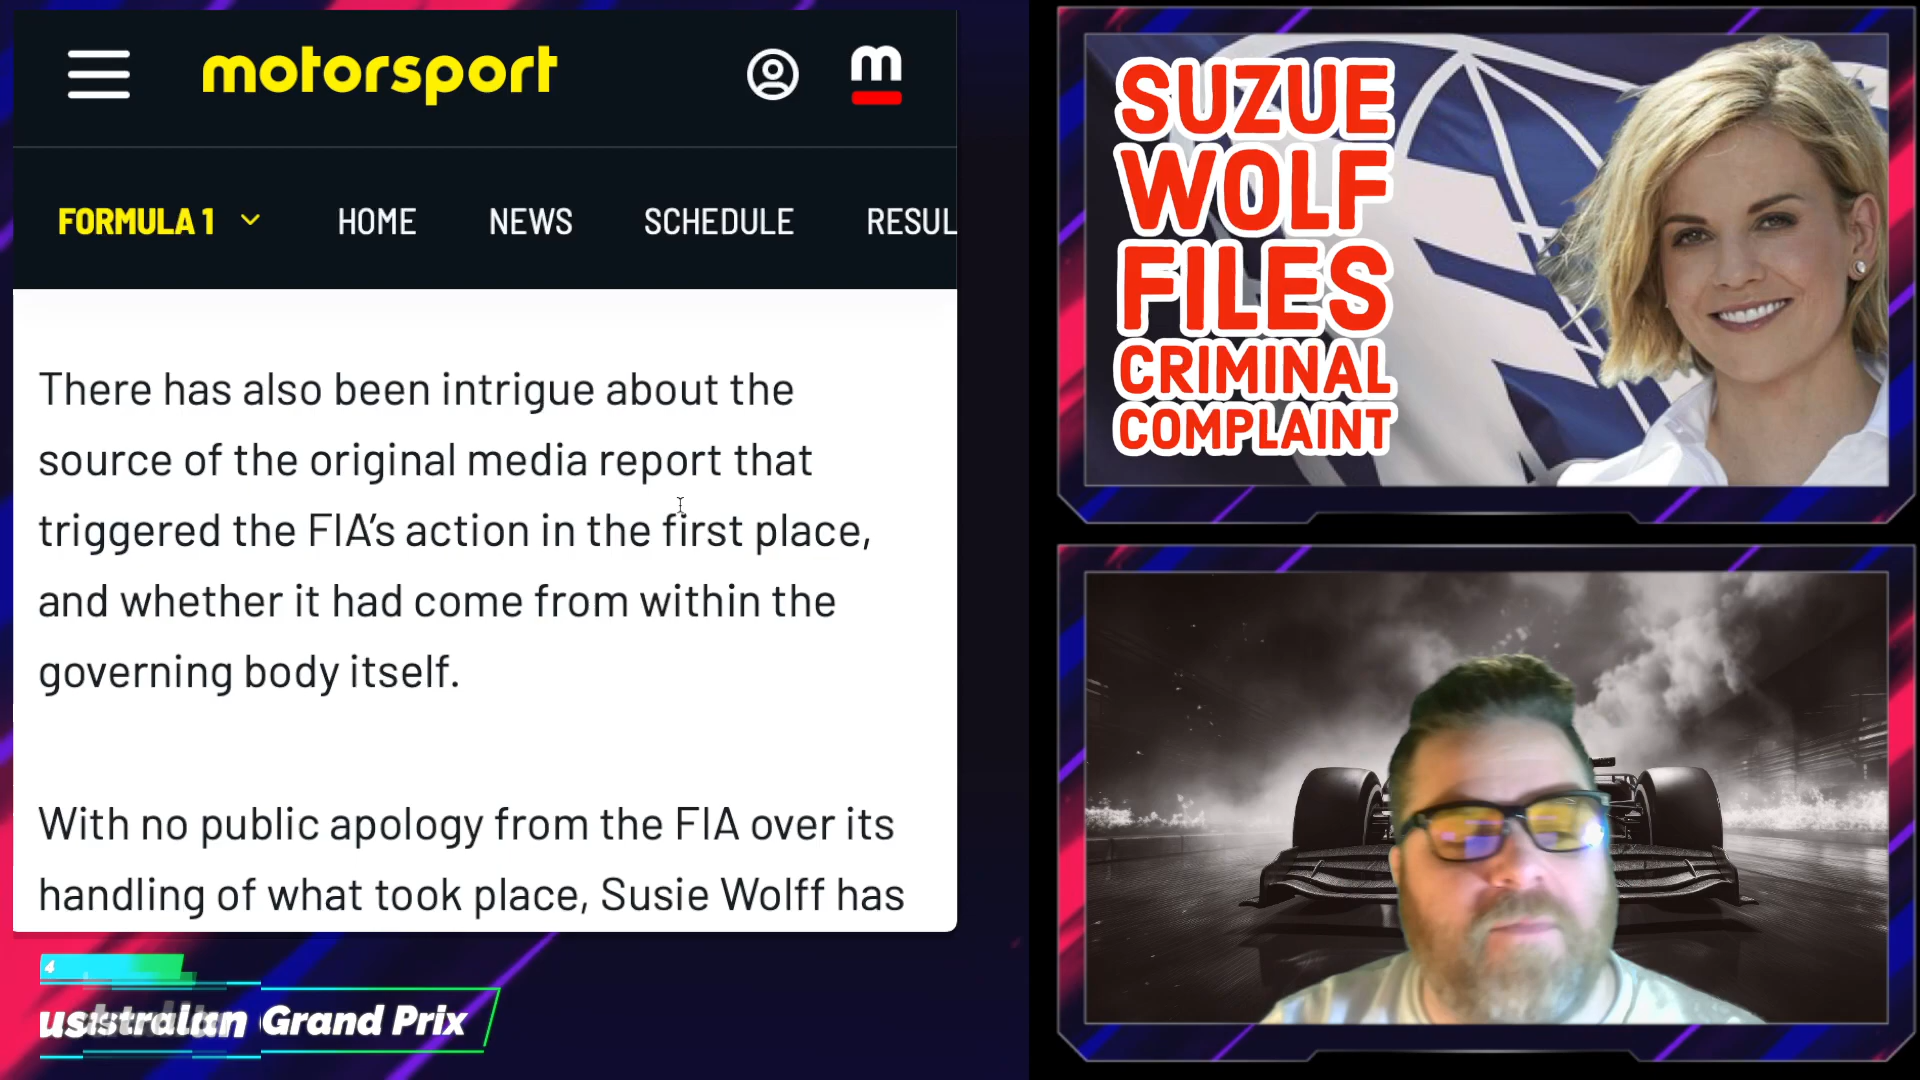 motorsport
m
FORMULA 1 HOME NEWS SCHEDULE RESUL
There has also been intrigue about the
source of the original media report that
triggered the FIA's action in the first place,
and whether it had come from within the
governing body itself.
With no public apology from the FIA over its
handling of what took place, Susie Wolff has
4
Grand Prix
SUZUE
WOLF
FILES
CRIMINAL
COMPLAINT